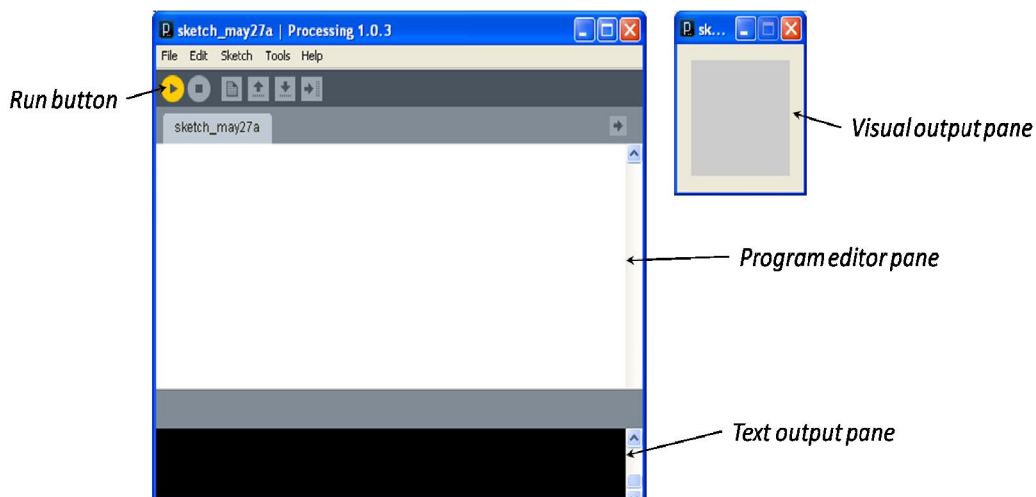 sketch_may27a | Processing 1.0.3
File Edit Sketch Tools Help
sketch_may27a
sk...
Run button
Visual output pane
Program editor pane
Text output pane